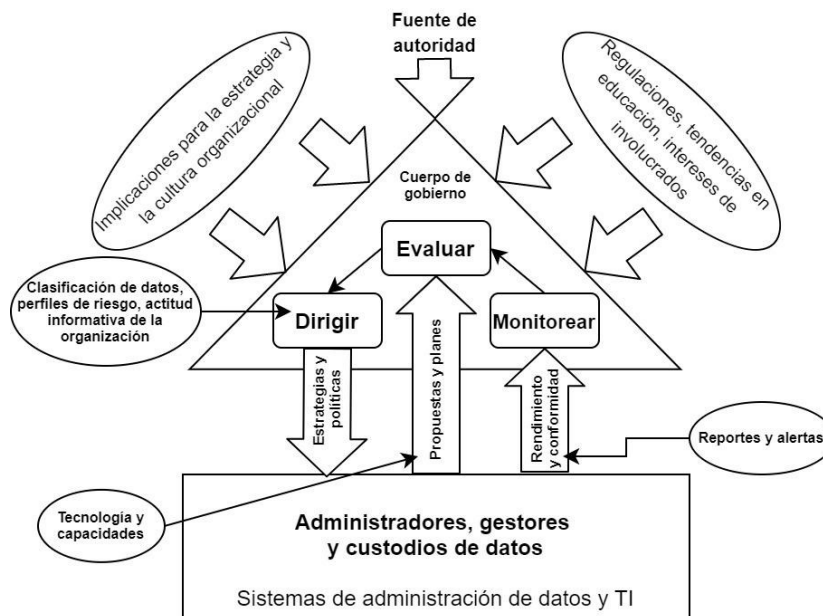 Fuente de
autoridad
Implicaciones para la estrategia y
la cultura organizacional
Regulaciones, tendencias en
educación, intereses de
involucrados
Cuerpo de
gobierno
Evaluar
Clasificación de datos,
perfiles de riesgo, actitud
informativa de la
organización
Dirigir
Monitorear
Estrategias y
políticas
Propuestas y planes
Rendimiento
y conformidad
Reportes y alertas
Tecnología y
capacidades
Administradores, gestores
y custodios de datos
Sistemas de administración de datos y TI